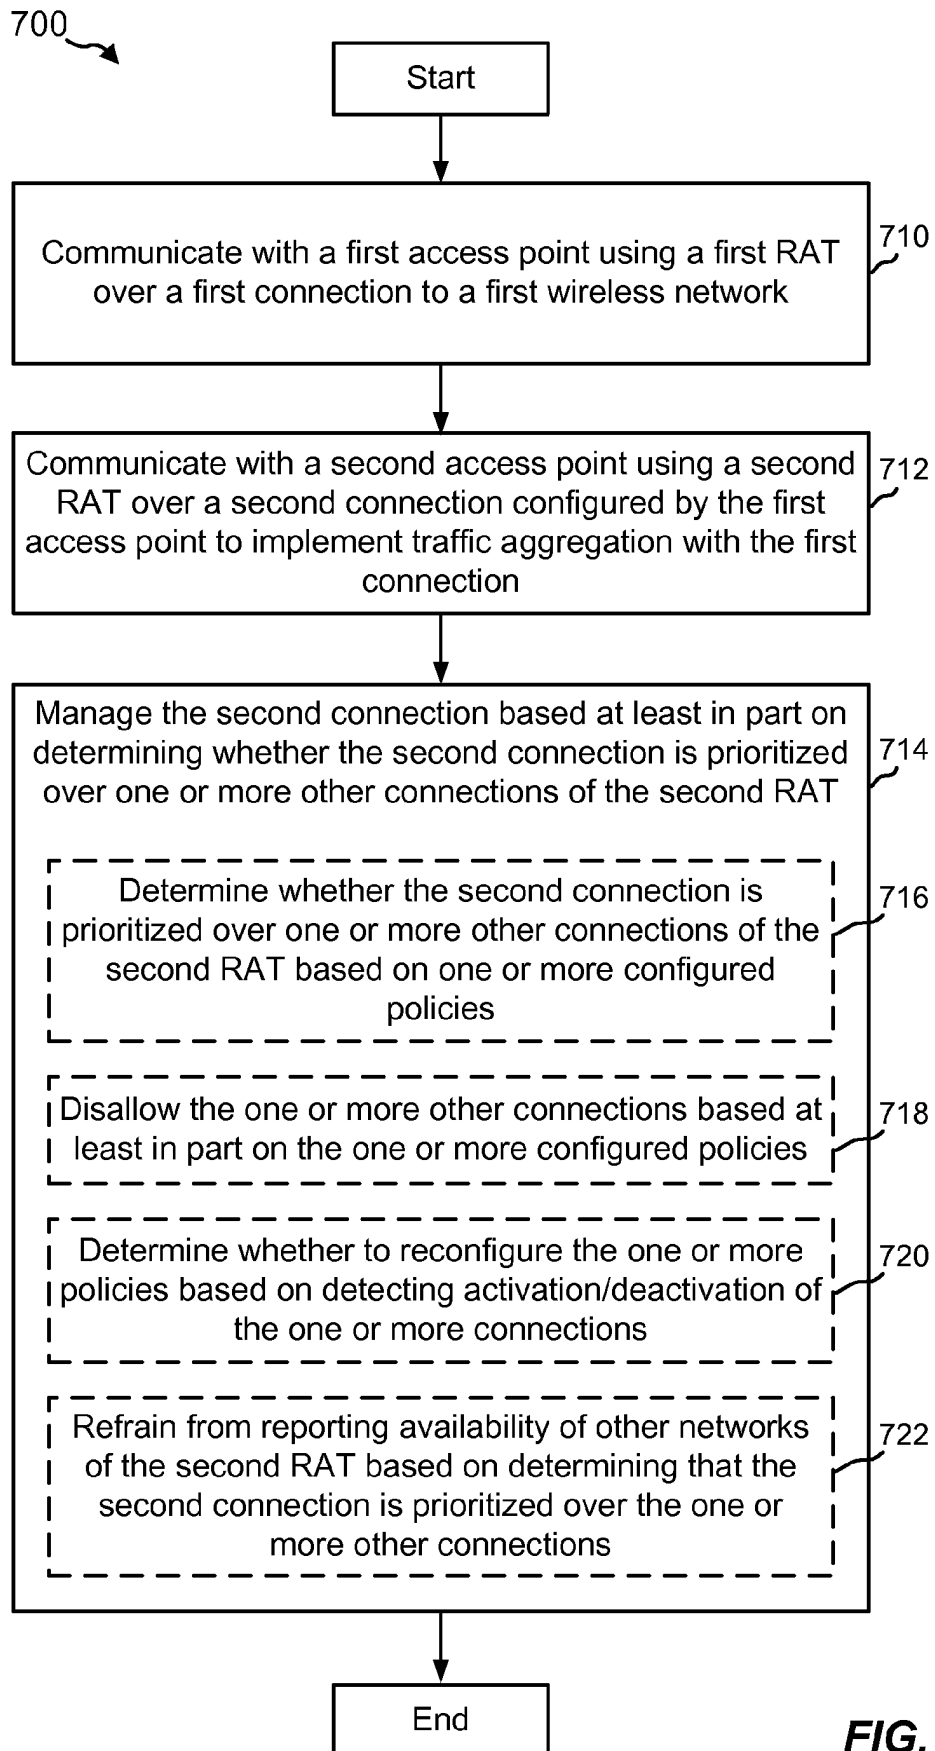 700
Start
Communicate with a first access point using a first RAT
over a first connection to a first wireless network
710
Communicate with a second access point using a second
RAT over a second connection configured by the first
access point to implement traffic aggregation with the first
connection
712
Manage the second connection based at least in part on
determining whether the second connection is prioritized
over one or more other connections of the second RAT
714
Determine whether the second connection is
prioritized over one or more other connections of the
second RAT based on one or more configured
policies
716
Disallow the one or more other connections based at
least in part on the one or more configured policies
718
Determine whether to reconfigure the one or more
policies based on detecting activation/deactivation of
the one or more connections
720
Refrain from reporting availability of other networks
of the second RAT based on determining that the
second connection is prioritized over the one or
more other connections
722
End
FIG.